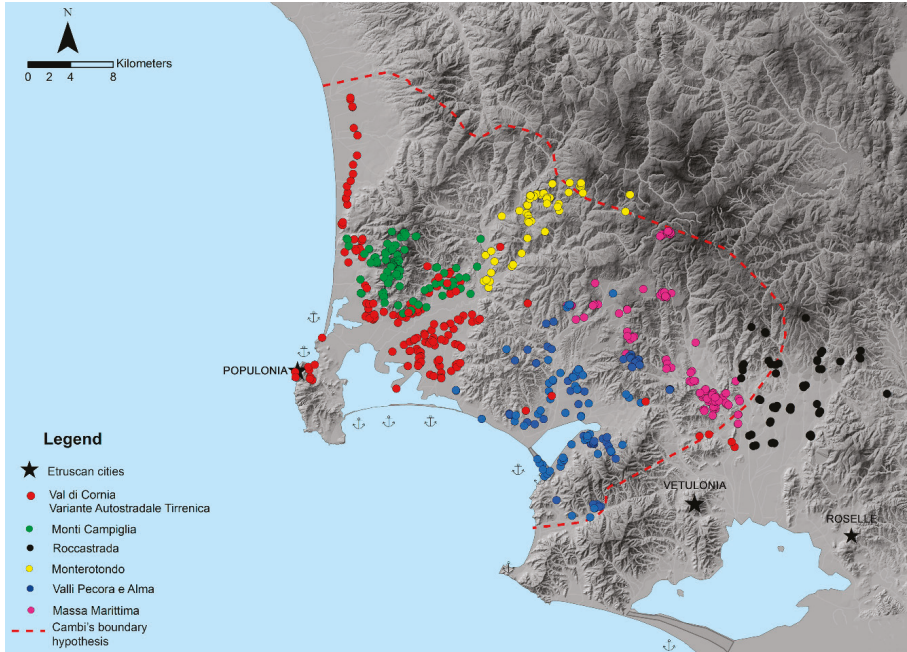 N
Kilometers
0 2 4 8
POPULONIA
VETULONIA
ROSELLE
Legend
Etruscan cities
Val di Cornia
Variante Autostradale Tirrenica
Monti Campiglia
Roccastrada
Monterotondo
Valli Pecora e Alma
Massa Marittima
Cambi's boundary
hypothesis